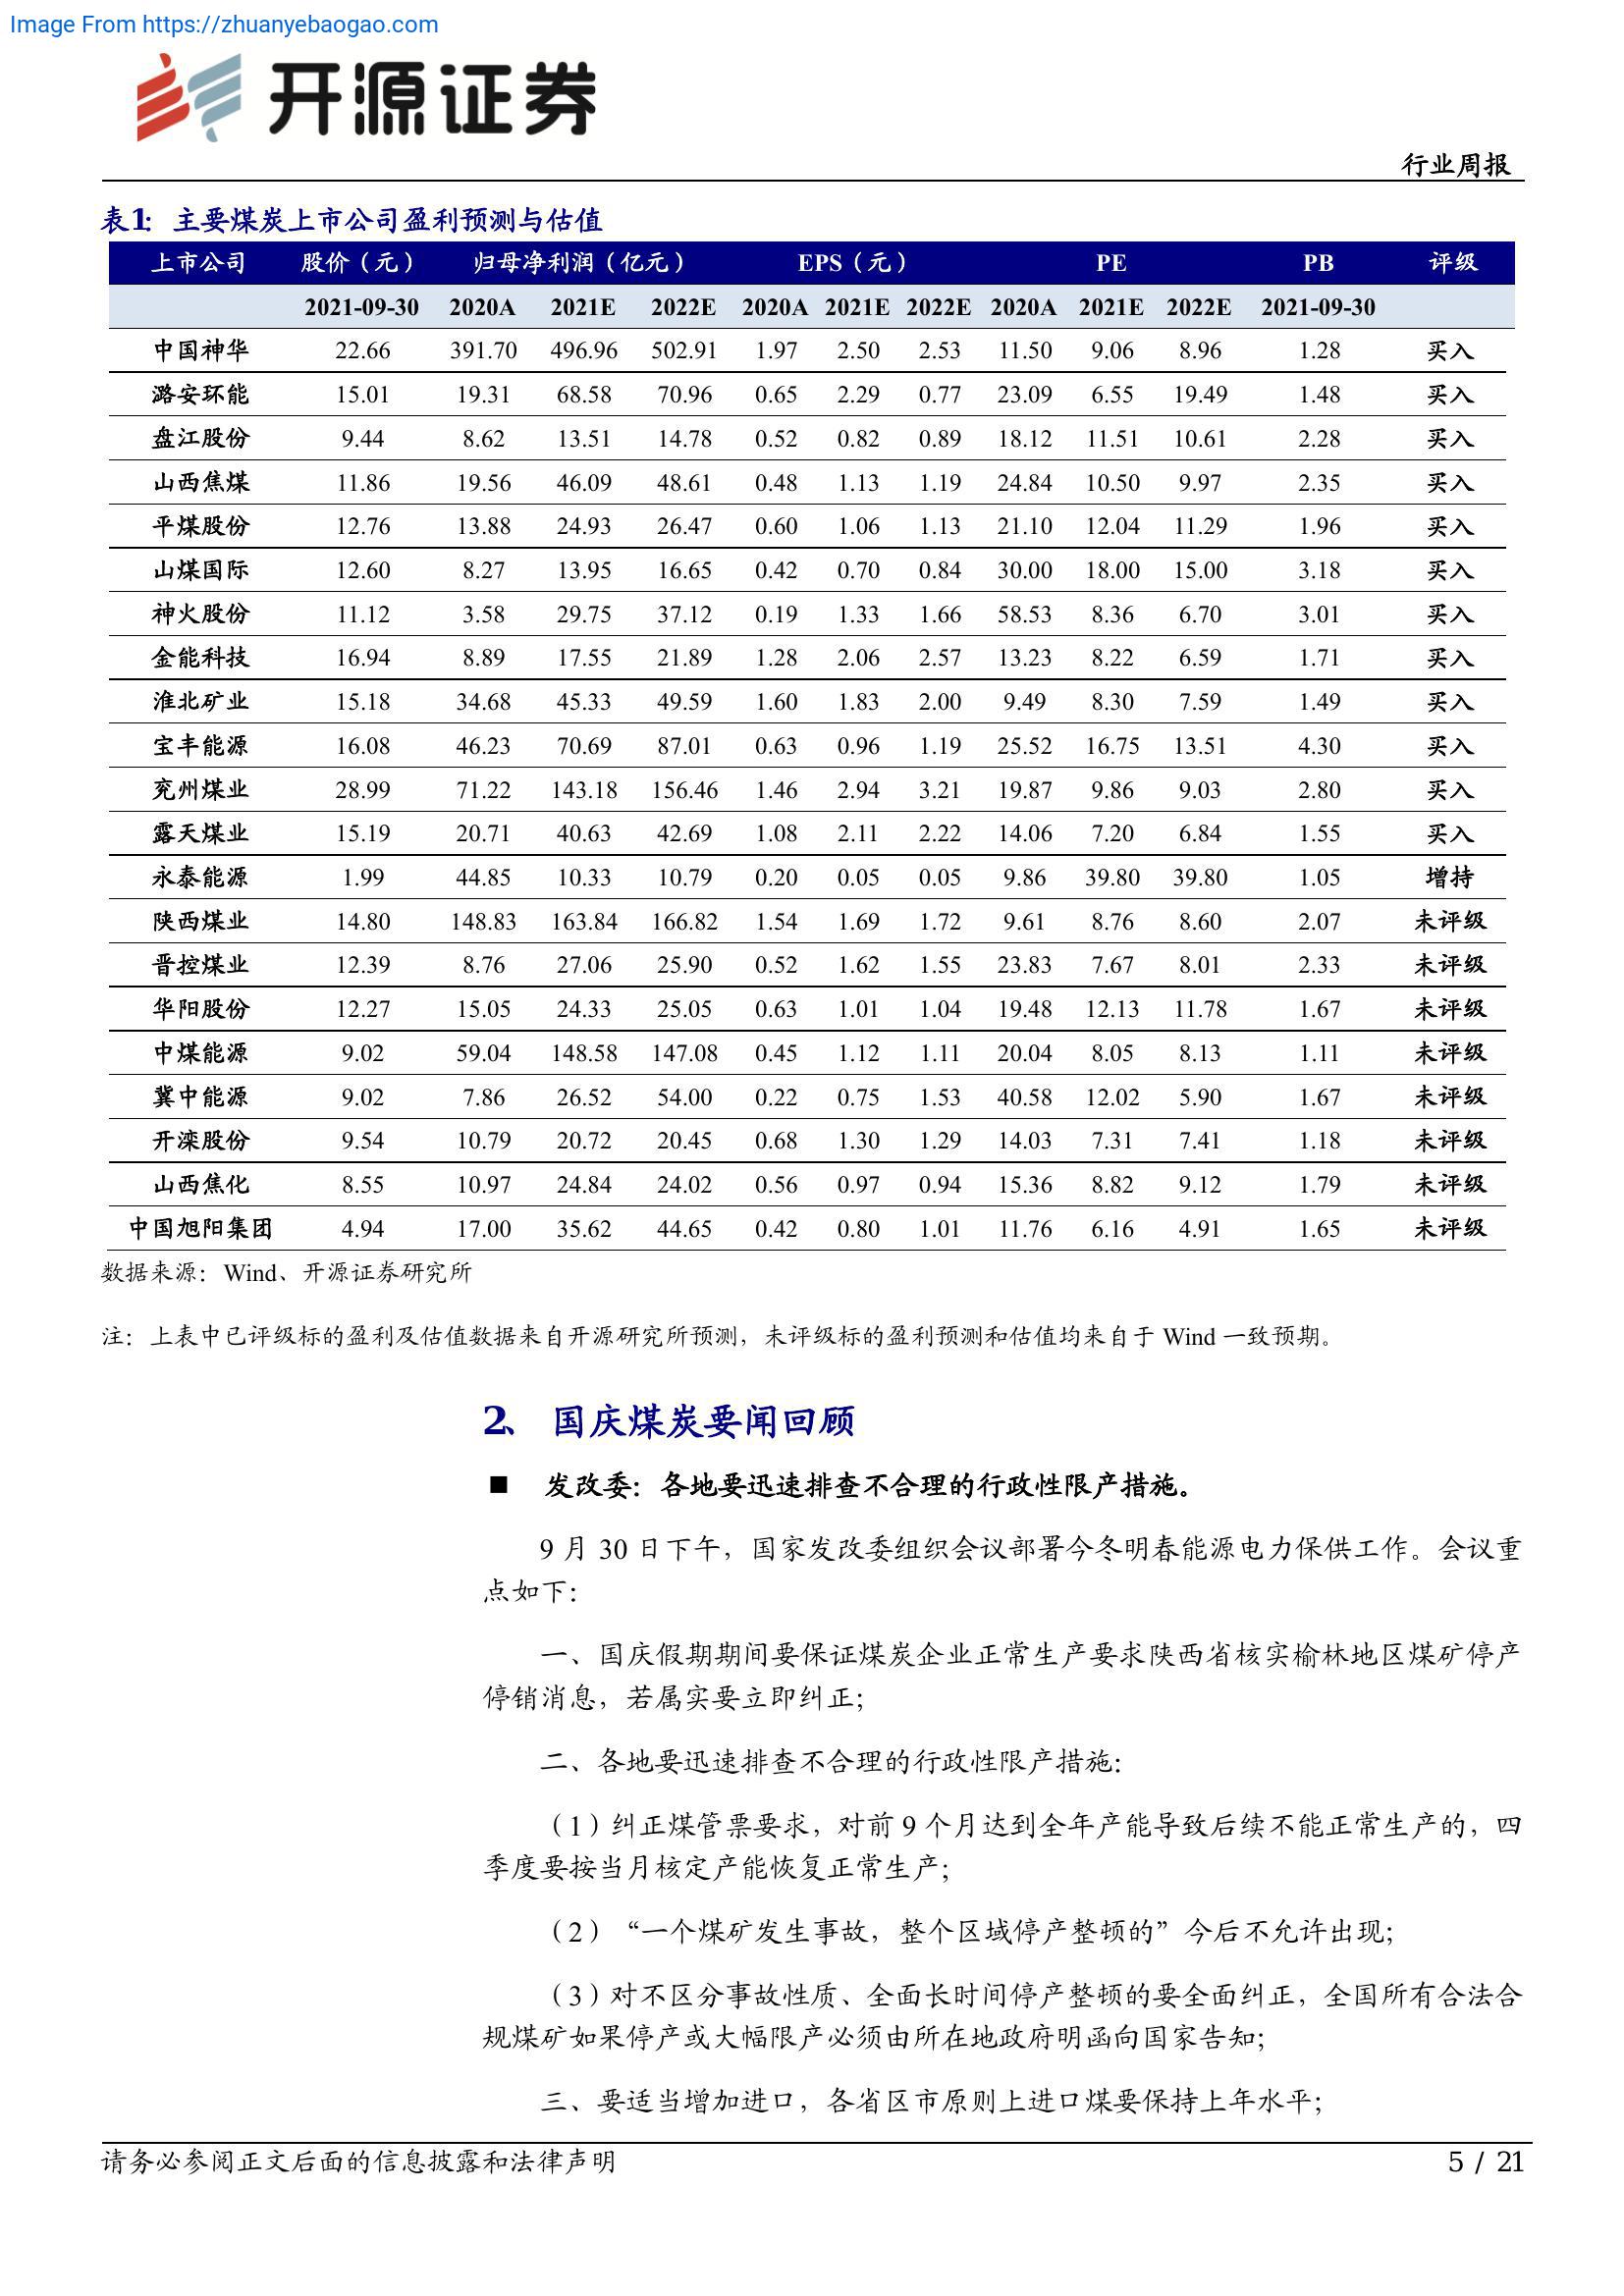 Image From https://zhuanyebaogao.com
开源证券
行业周报
表1: 主要煤炭上市公司盈利预测与估值
上市公司 股价（元） 归母净利润（亿元） EPS（元） PE PB 评级
2021-09-30 2020A 2021E 2022E 2020A 2021E 2022E 2020A 2021E 2022E 2021-09-30
中国神华 22.66 391.70 496.96 502.91 1.97 2.50 2.53 11.50 9.06 8.96 1.28 买入
潞安环能 15.01 19.31 68.58 70.96 0.65 2.29 0.77 23.09 6.55 19.49 1.48 买入
盘江股份 9.44 8.62 13.51 14.78 0.52 0.82 0.89 18.12 11.51 10.61 2.28 买入
山西焦煤 11.86 19.56 46.09 48.61 0.48 1.13 1.19 24.84 10.50 9.97 2.35 买入
平煤股份 12.76 13.88 24.93 26.47 0.60 1.06 1.13 21.10 12.04 11.29 1.96 买入
山煤国际 12.60 8.27 13.95 16.65 0.42 0.70 0.84 30.00 18.00 15.00 3.18 买入
神火股份 11.12 3.58 29.75 37.12 0.19 1.33 1.66 58.53 8.36 6.70 3.01 买入
金能科技 16.94 8.89 17.55 21.89 1.28 2.06 2.57 13.23 8.22 6.59 1.71 买入
淮北矿业 15.18 34.68 45.33 49.59 1.60 1.83 2.00 9.49 8.30 7.59 1.49 买入
宝丰能源 16.08 46.23 70.69 87.01 0.63 0.96 1.19 25.52 16.75 13.51 4.30 买入
兖州煤业 28.99 71.22 143.18 156.46 1.46 2.94 3.21 19.87 9.86 9.03 2.80 买入
露天煤业 15.19 20.71 40.63 42.69 1.08 2.11 2.22 14.06 7.20 6.84 1.55 买入
永泰能源 1.99 44.85 10.33 10.79 0.20 0.05 0.05 9.86 39.80 39.80 1.05 增持
陕西煤业 14.80 148.83 163.84 166.82 1.54 1.69 1.72 9.61 8.76 8.60 2.07 未评级
晋控煤业 12.39 8.76 27.06 25.90 0.52 1.62 1.55 23.83 7.67 8.01 2.33 未评级
华阳股份 12.27 15.05 24.33 25.05 0.63 1.01 1.04 19.48 12.13 11.78 1.67 未评级
中煤能源 9.02 59.04 148.58 147.08 0.45 1.12 1.11 20.04 8.05 8.13 1.11 未评级
冀中能源 9.02 7.86 26.52 54.00 0.22 0.75 1.53 40.58 12.02 5.90 1.67 未评级
开滦股份 9.54 10.79 20.72 20.45 0.68 1.30 1.29 14.03 7.31 7.41 1.18 未评级
山西焦化 8.55 10.97 24.84 24.02 0.56 0.97 0.94 15.36 8.82 9.12 1.79 未评级
中国旭阳集团 4.94 17.00 35.62 44.65 0.42 0.80 1.01 11.76 6.16 4.91 1.65 未评级
数据来源：Wind、开源证券研究所
注：上表中已评级标的盈利及估值数据来自开源研究所预测，未评级标的盈利预测和估值均来自于 Wind 一致预期。
2、 国庆煤炭要闻回顾
■ 发改委：各地要迅速排查不合理的行政性限产措施。
9 月 30 日下午，国家发改委组织会议部署今冬明春能源电力保供工作。会议重
点如下：
一、国庆假期期间要保证煤炭企业正常生产要求陕西省核实榆林地区煤矿停产
停销消息，若属实要立即纠正；
二、各地要迅速排查不合理的行政性限产措施：
（1）纠正煤管票要求，对前 9 个月达到全年产能导致后续不能正常生产的，四
季度要按当月核定产能恢复正常生产；
（2）“一个煤矿发生事故，整个区域停产整顿的”今后不允许出现；
（3）对不区分事故性质、全面长时间停产整顿的要全面纠正，全国所有合法合
规煤矿如果停产或大幅限产必须由所在地政府明函向国家告知；
三、要适当增加进口，各省区市原则上进口煤要保持上年水平；
请务必参阅正文后面的信息披露和法律声明
5 / 21